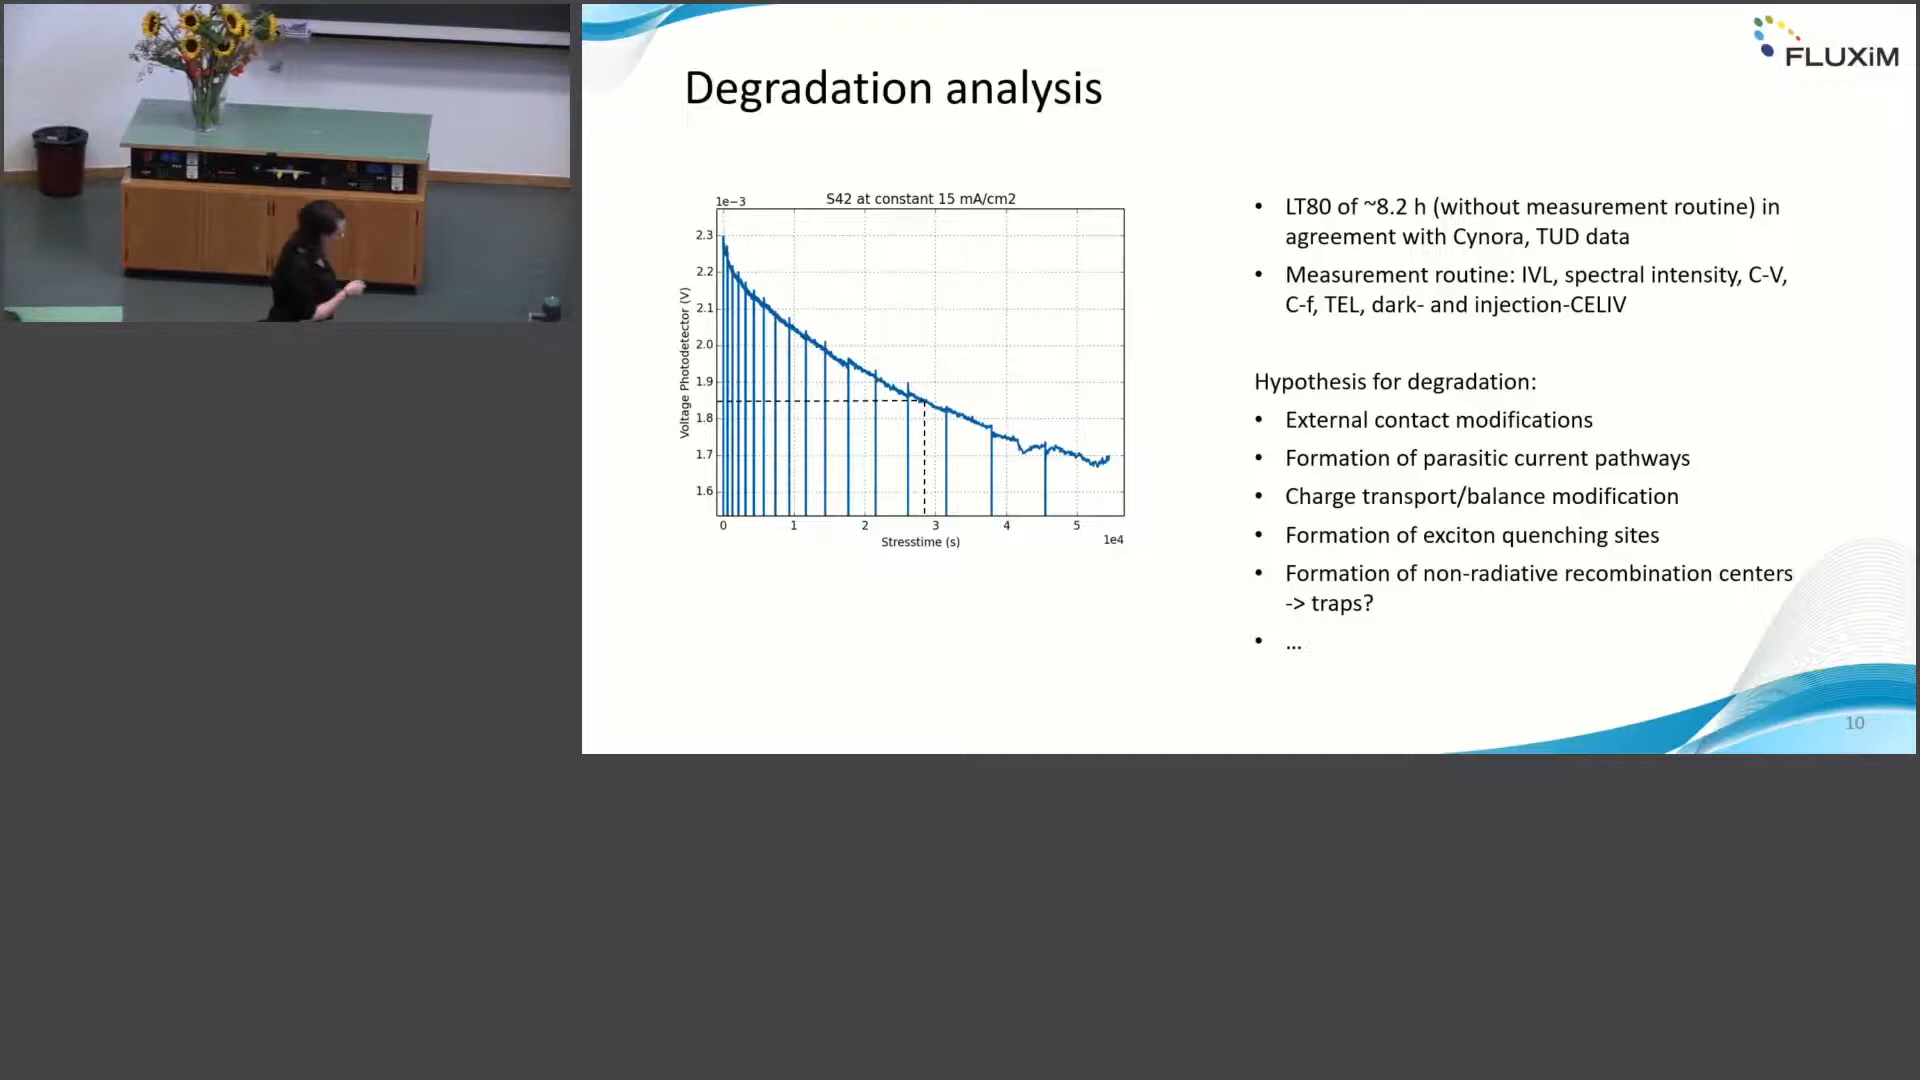 FLUXiM
Degradation analysis
1e−3
S42 at constant 15 mA/cm2
2.3
2.2
2.1
2.0
1.9
1.8
1.7
1.6
Voltage Photodetector (V)
0 1 2 3 4 5
1e4
Stresstime (s)
• LT80 of ~8.2 h (without measurement routine) in
agreement with Cynora, TUD data
• Measurement routine: IVL, spectral intensity, C-V,
C-f, TEL, dark- and injection-CELIV
Hypothesis for degradation:
• External contact modifications
• Formation of parasitic current pathways
• Charge transport/balance modification
• Formation of exciton quenching sites
• Formation of non-radiative recombination centers
-> traps?
• ...
10